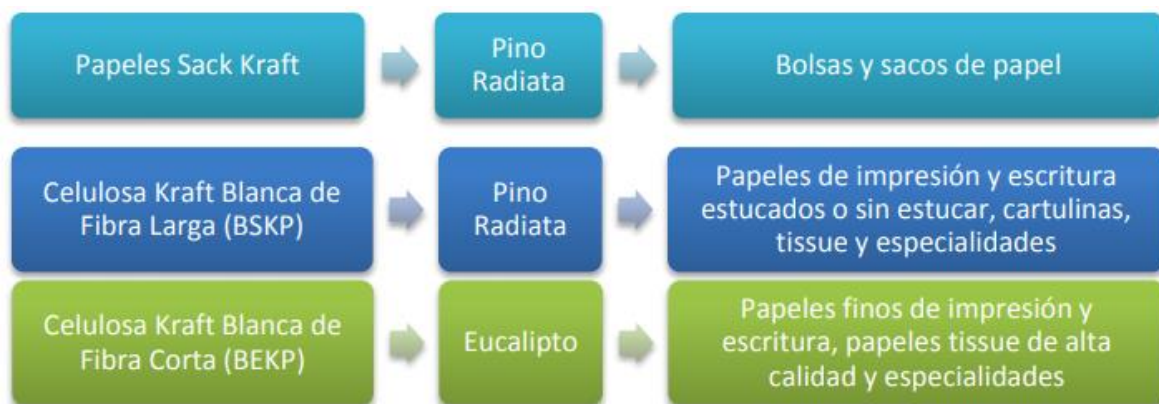 Papeles Sack Kraft
Pino
Radiata
Bolsas y sacos de papel
Celulosa Kraft Blanca de
Fibra Larga (BSKP)
Pino
Radiata
Papeles de impresión y escritura
estucados o sin estucar, cartulinas,
tissue y especialidades
Celulosa Kraft Blanca de
Fibra Corta (BEKP)
Eucalipto
Papeles finos de impresión y
escritura, papeles tissue de alta
calidad y especialidades